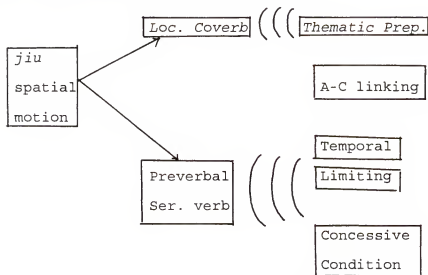 Loc. Coverb
Thematic Prep.
jiu
spatial
motion
A-C linking
Temporal
Limiting
Preverbal
Ser. verb
Concessive
Condition